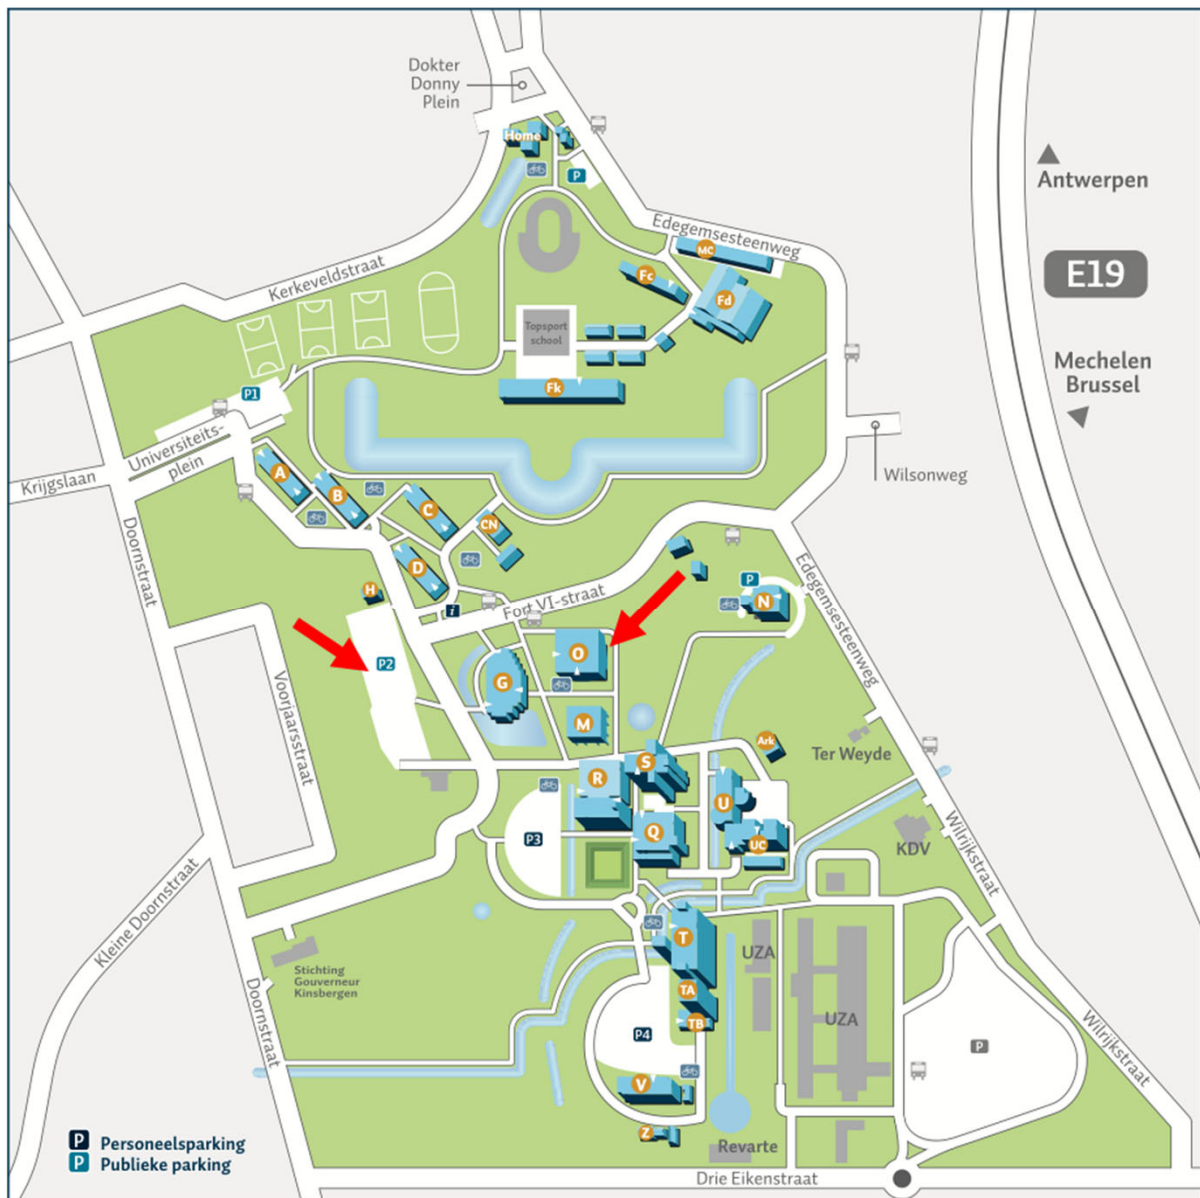 Dokter
Donny
Plein
Home
P
Antwerpen
Edegemsesteenweg
MC
Kerkeveldstraat
Fc
E19
Fd
Topsport
school
Mechelen
Brussel
Fk
P1
Universiteits-
plein
Krijgslaan
Wilsonweg
A
B
C
CN
D
Doornstraat
H
i
Fort VI-straat
P
N
Edegemsesteenweg
O
P2
G
Voorjaarsstraat
M
Ark
Ter Weyde
S
R
U
Q
UC
P3
KDV
Wilrijkstraat
Kleine Doornstraat
T
UZA
Stichting
Gouverneur
Kinsbergen
Doornstraat
TA
TB
UZA
P4
P
Wilrijkstraat
V
Z
Revarte
P Personeelsparking
P Publieke parking
Drie Eikenstraat